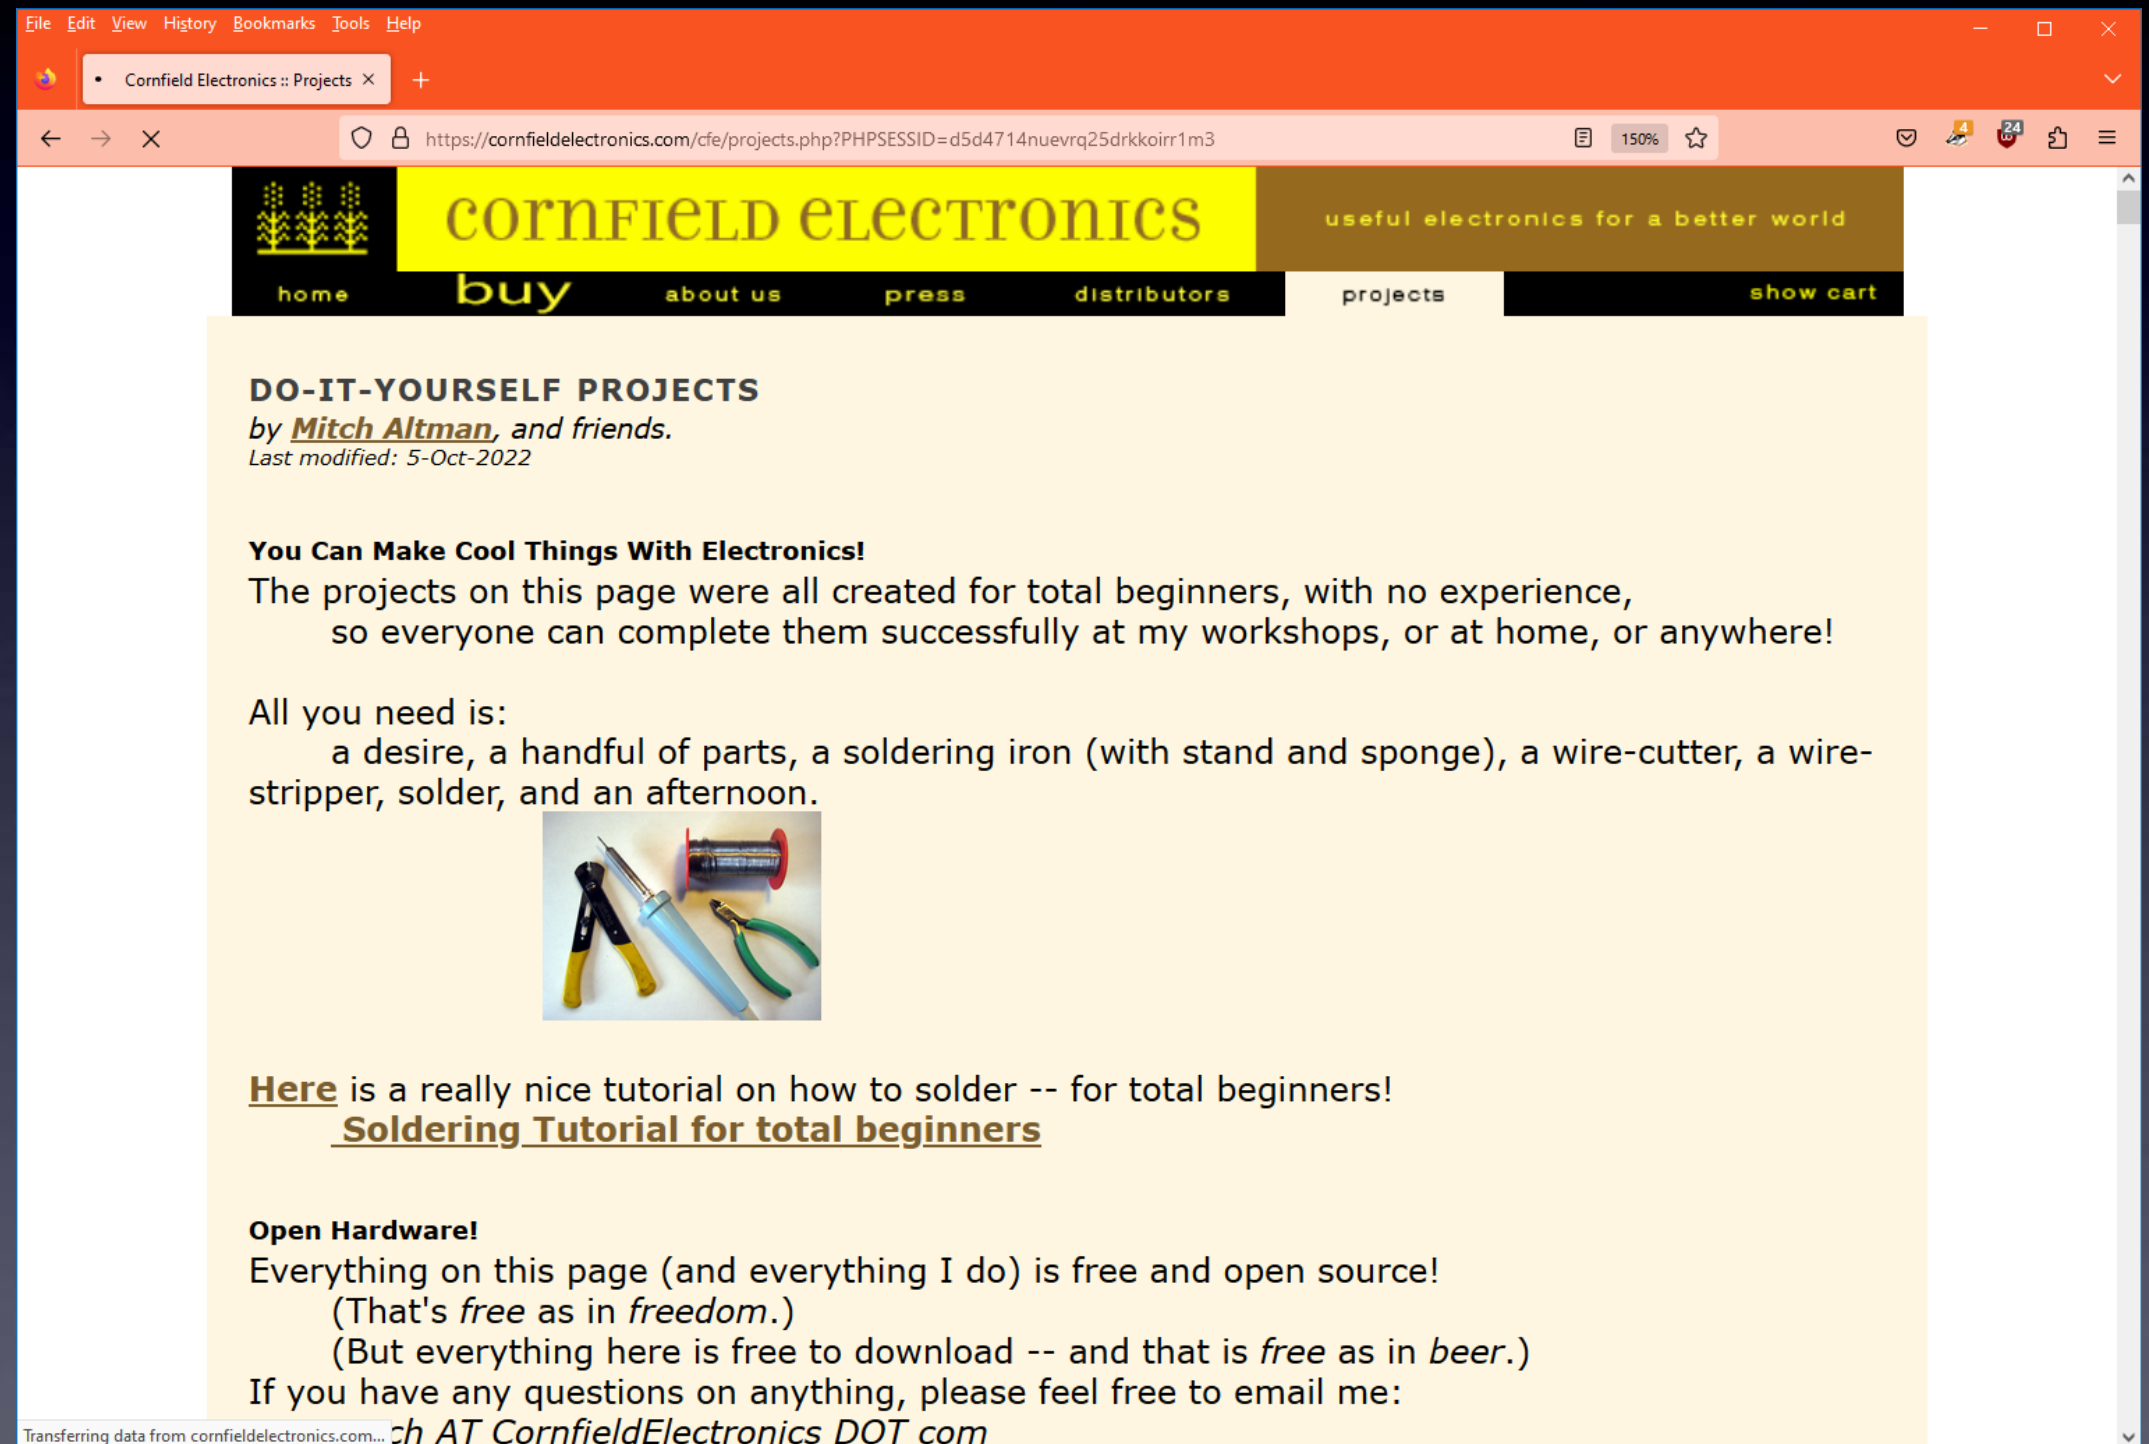 File Edit View History Bookmarks Tools Help
Cornfield Electronics :: Projects
https://cornfieldelectronics.com/cfe/projects.php?PHPSESSID=d5d4714nuevrq25drkkoirr1m3
150%
4
24
cornfield electronics
useful electronics for a better world
home buy about us press distributors projects show cart
DO-IT-YOURSELF PROJECTS
by Mitch Altman, and friends.
Last modified: 5-Oct-2022
You Can Make Cool Things With Electronics!
The projects on this page were all created for total beginners, with no experience,
so everyone can complete them successfully at my workshops, or at home, or anywhere!
All you need is:
a desire, a handful of parts, a soldering iron (with stand and sponge), a wire-cutter, a wire-
stripper, solder, and an afternoon.
Here is a really nice tutorial on how to solder -- for total beginners!
Soldering Tutorial for total beginners
Open Hardware!
Everything on this page (and everything I do) is free and open source!
(That's free as in freedom.)
(But everything here is free to download -- and that is free as in beer.)
If you have any questions on anything, please feel free to email me:
ch AT CornfieldElectronics DOT com
Transferring data from cornfieldelectronics.com...